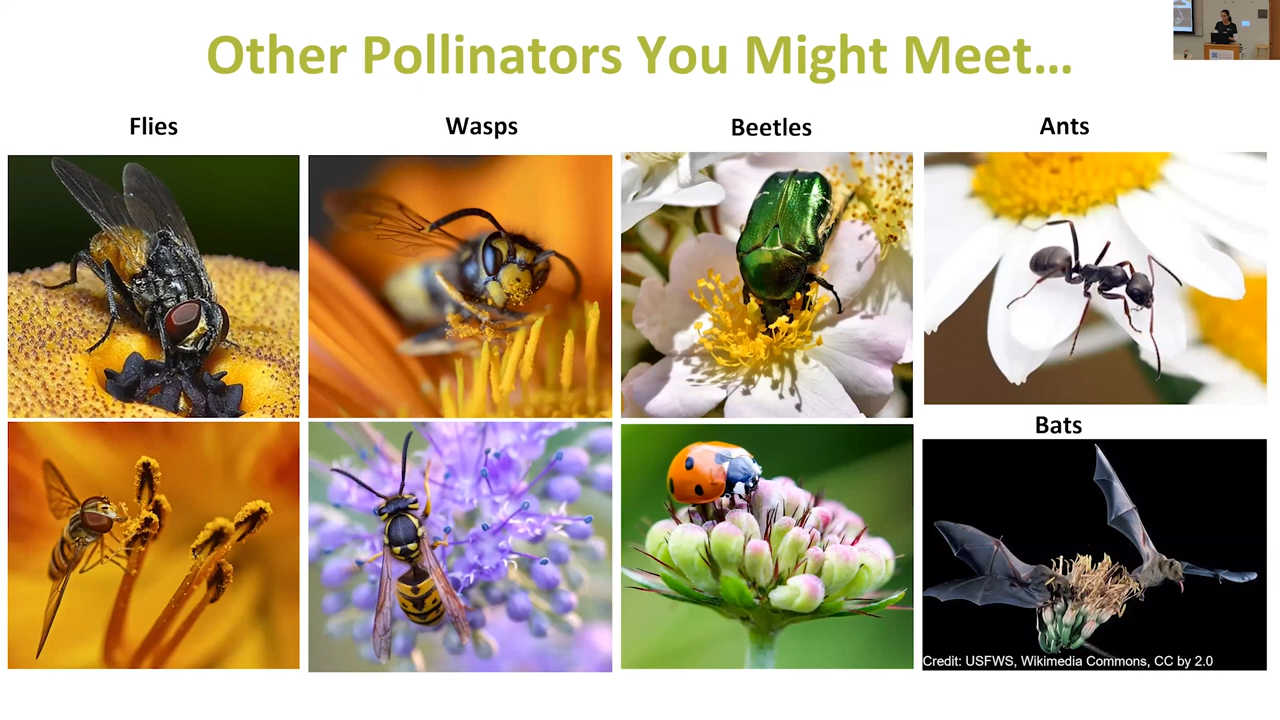 Other Pollinators You Might Meet...
Flies
Wasps
Beetles
Ants
Bats
Credit: USFWS, Wikimedia Commons, CC by 2.0